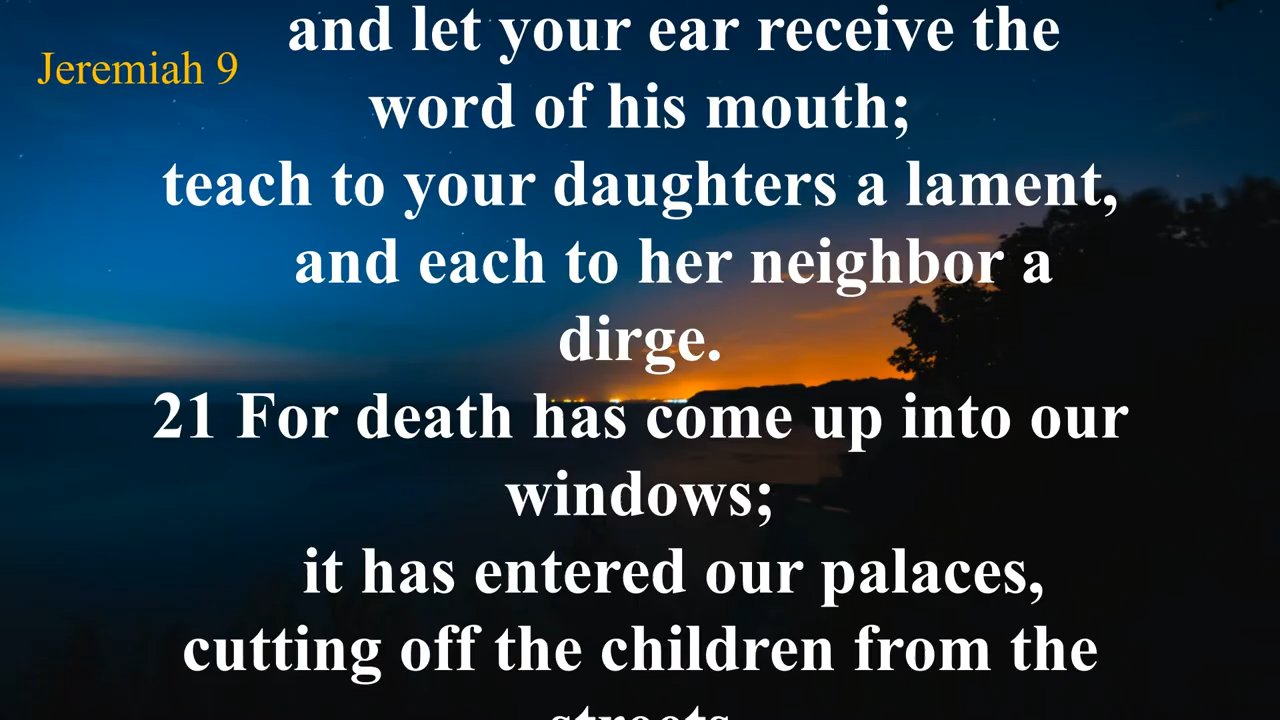 and let your ear receive the
Jeremiah 9
word of his mouth;
teach to your daughters a lament,
and each to her neighbor a
dirge.
21 For death has come up into our
windows;
it has entered our palaces,
cutting off the children from the